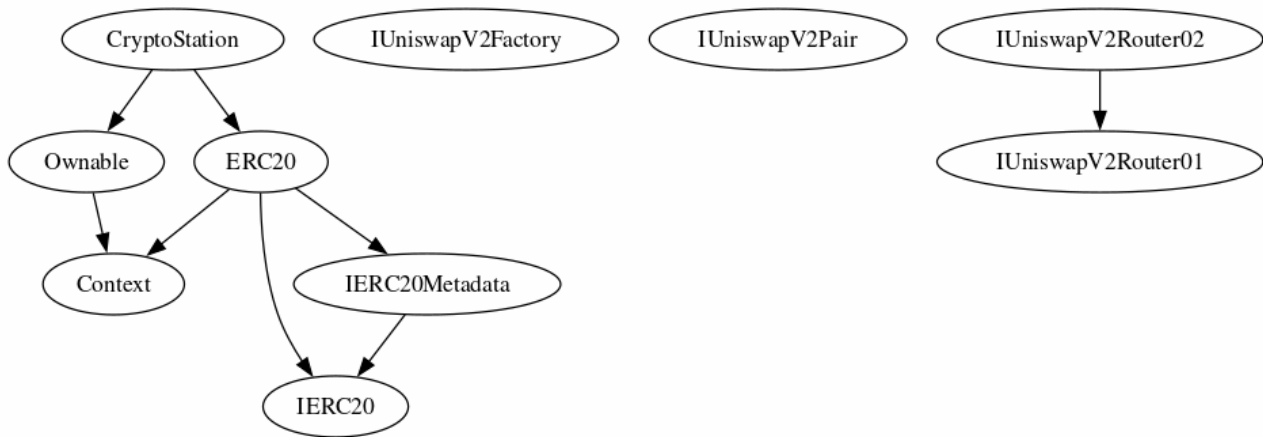 CryptoStation
IUniswapV2Factory
IUniswapV2Pair
IUniswapV2Router02
Ownable
ERC20
IUniswapV2Router01
Context
IERC20Metadata
IERC20